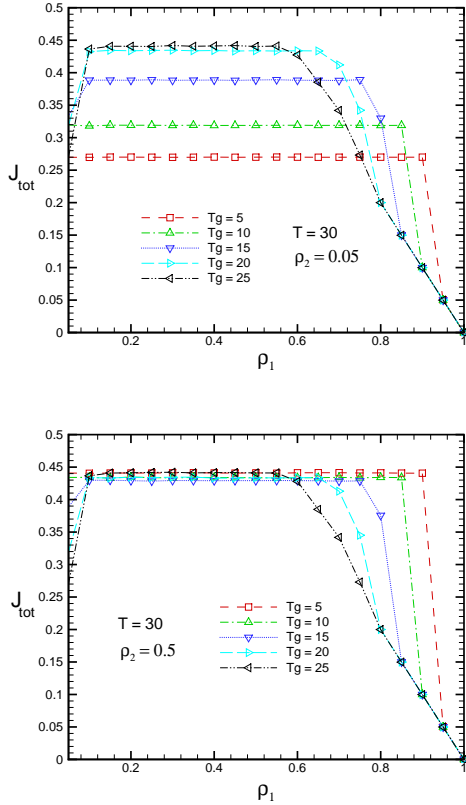 0.5
0.45
0.4
0.35
0.3
0.25
0.2
0.15
0.1
0.05
0
J_tot
Tg = 5
Tg = 10
Tg = 15
Tg = 20
Tg = 25
T = 30
ρ_2 = 0.05
0.2 0.4 0.6 0.8 1
ρ_1
0.5
0.45
0.4
0.35
0.3
0.25
0.2
0.15
0.1
0.05
0
J_tot
T = 30
ρ_2 = 0.5
Tg = 5
Tg = 10
Tg = 15
Tg = 20
Tg = 25
0.2 0.4 0.6 0.8 1
ρ_1